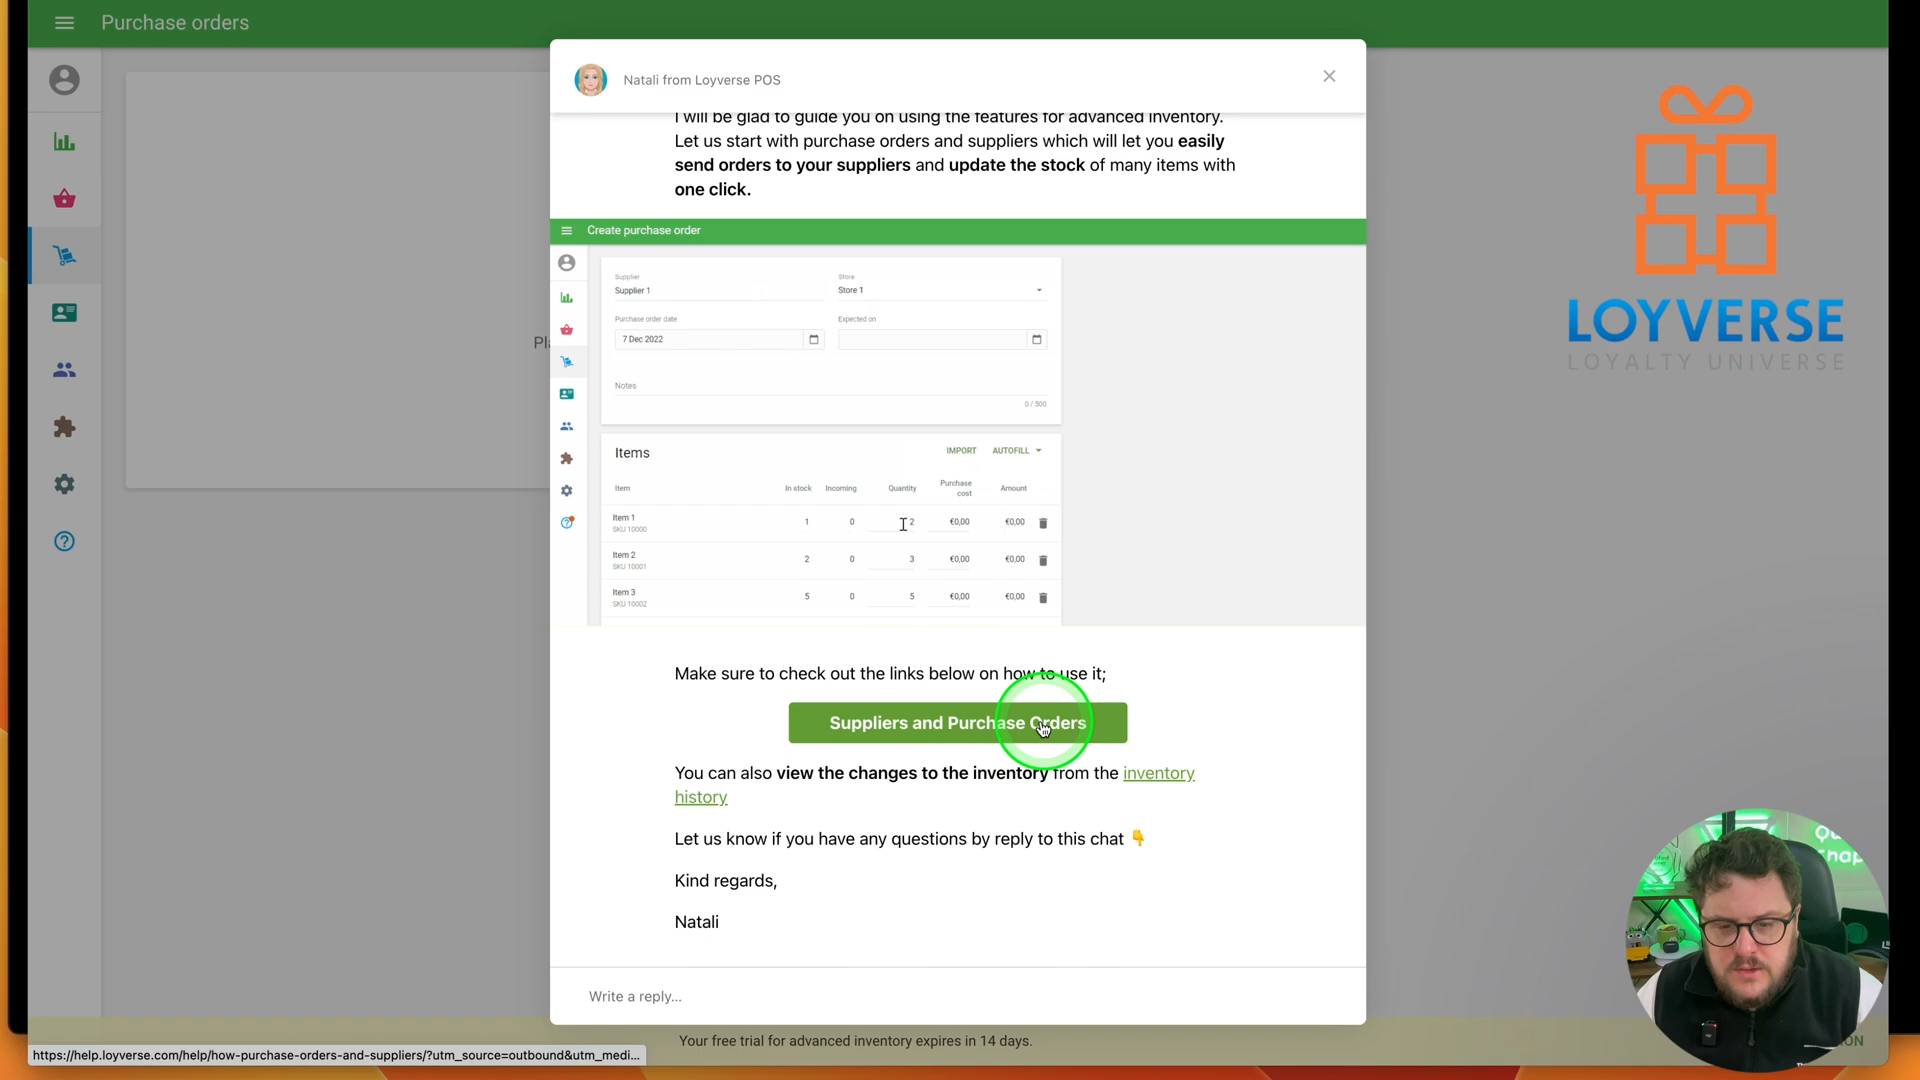 Purchase orders
Natali from Loyverse POS
I will be glad to guide you on using the features for advanced inventory.
Let us start with purchase orders and suppliers which will let you easily
send orders to your suppliers and update the stock of many items with
one click.
Create purchase order
Supplier
Supplier 1
Store
Store 1
Purchase order date
7 Dec 2022
Expected on
Notes
0 / 500
Items
IMPORT
AUTOFILL
Item In stock Incoming Quantity Purchase cost Amount
Item 1 1 0 2 €0,00 €0,00
SKU 10000
Item 2 2 0 3 €0,00 €0,00
SKU 10001
Item 3 5 0 5 €0,00 €0,00
SKU 10002
Make sure to check out the links below on how to use it;
Suppliers and Purchase Orders
You can also view the changes to the inventory from the inventory
history
Let us know if you have any questions by reply to this chat 👇
Kind regards,
Natali
Write a reply...
Your free trial for advanced inventory expires in 14 days.
https://help.loyverse.com/help/how-purchase-orders-and-suppliers/?utm_source=outbound&utm_medi...
LOYVERSE
LOYALTY UNIVERSE